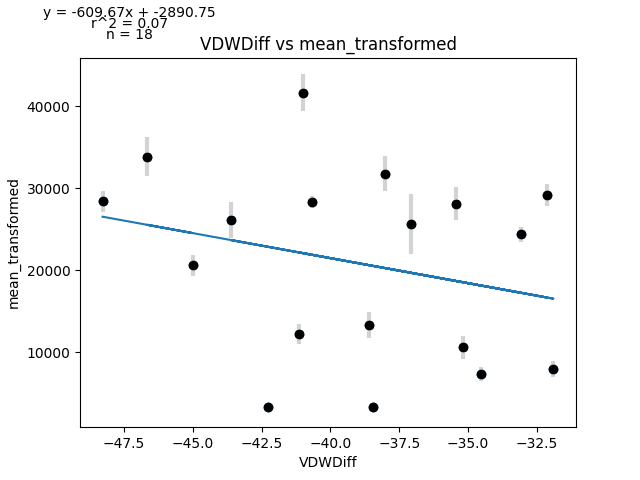 y = -609.67x + -2890.75
r^2 = 0.07
n = 18
VDWDiff vs mean_transformed
mean_transformed
40000
30000
20000
10000
−47.5 −45.0 −42.5 −40.0 −37.5 −35.0 −32.5
VDWDiff